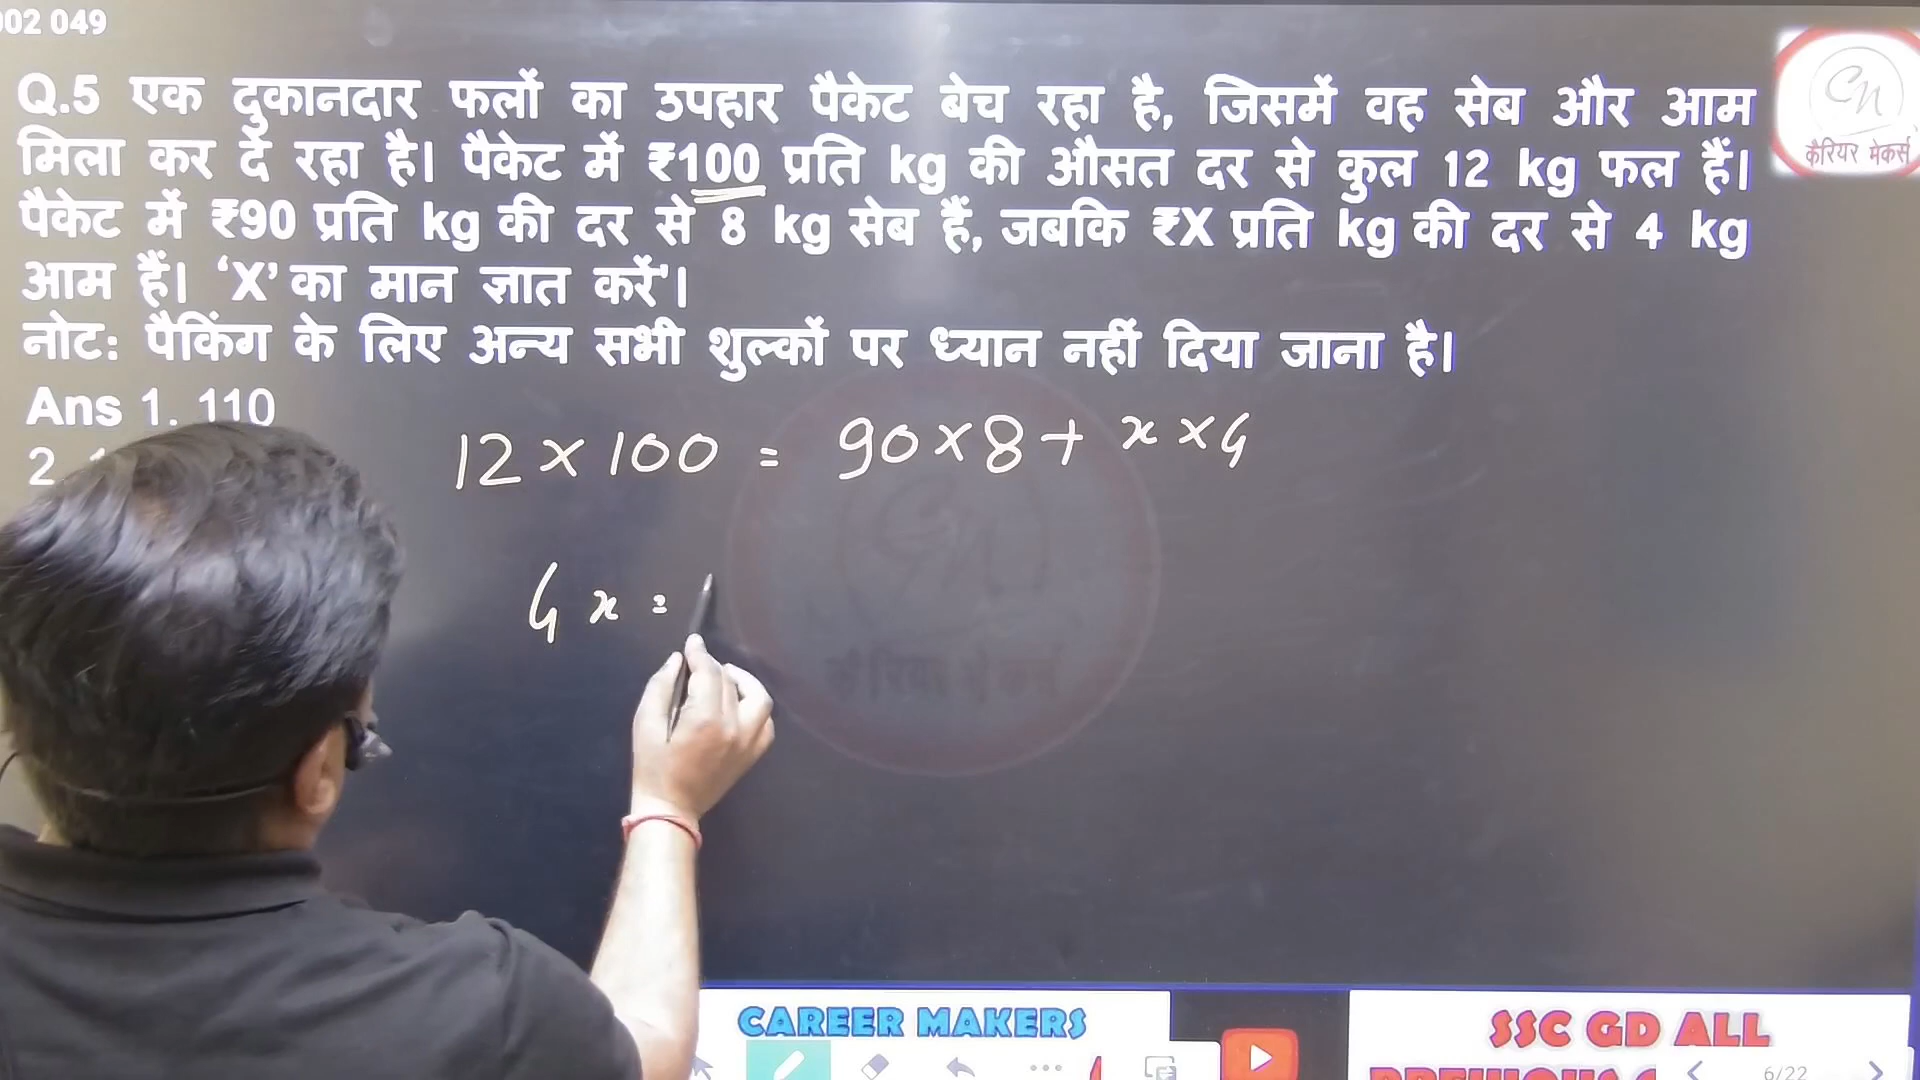 002 049
Q.5 एक दुकानदार फलों का उपहार पैकेट बेच रहा है, जिसमें वह सेब और आम
मिला कर दे रहा है। पैकेट में ₹100 प्रति kg की औसत दर से कुल 12 kg फल हैं।
पैकेट में ₹90 प्रति kg की दर से 8 kg सेब हैं, जबकि ₹X प्रति kg की दर से 4 kg
आम हैं। ‘X’ का मान ज्ञात करें'।
नोट: पैकिंग के लिए अन्य सभी शुल्कों पर ध्यान नहीं दिया जाना है।
Ans 1. 110
2.
12 × 100 = 90 × 8 + x × 4
4 x =
CN
कैरियर मेकर्स
CAREER MAKERS
SSC GD ALL
6/22